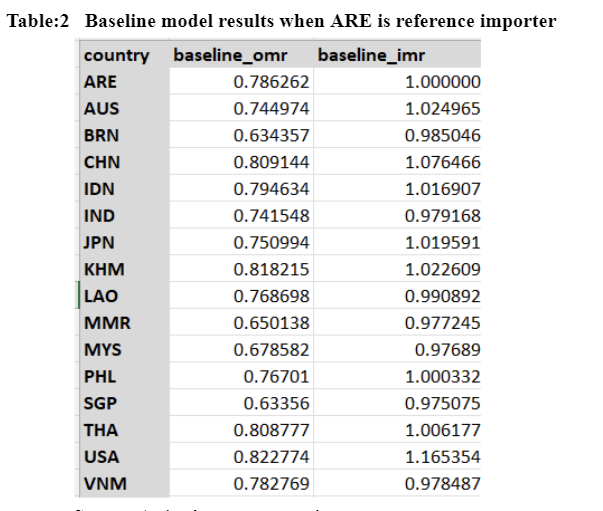 Table:2 Baseline model results when ARE is reference importer
country baseline_omr baseline_imr
ARE 0.786262 1.000000
AUS 0.744974 1.024965
BRN 0.634357 0.985046
CHN 0.809144 1.076466
IDN 0.794634 1.016907
IND 0.741548 0.979168
JPN 0.750994 1.019591
KHM 0.818215 1.022609
LAO 0.768698 0.990892
MMR 0.650138 0.977245
MYS 0.678582 0.97689
PHL 0.76701 1.000332
SGP 0.63356 0.975075
THA 0.808777 1.006177
USA 0.822774 1.165354
VNM 0.782769 0.978487